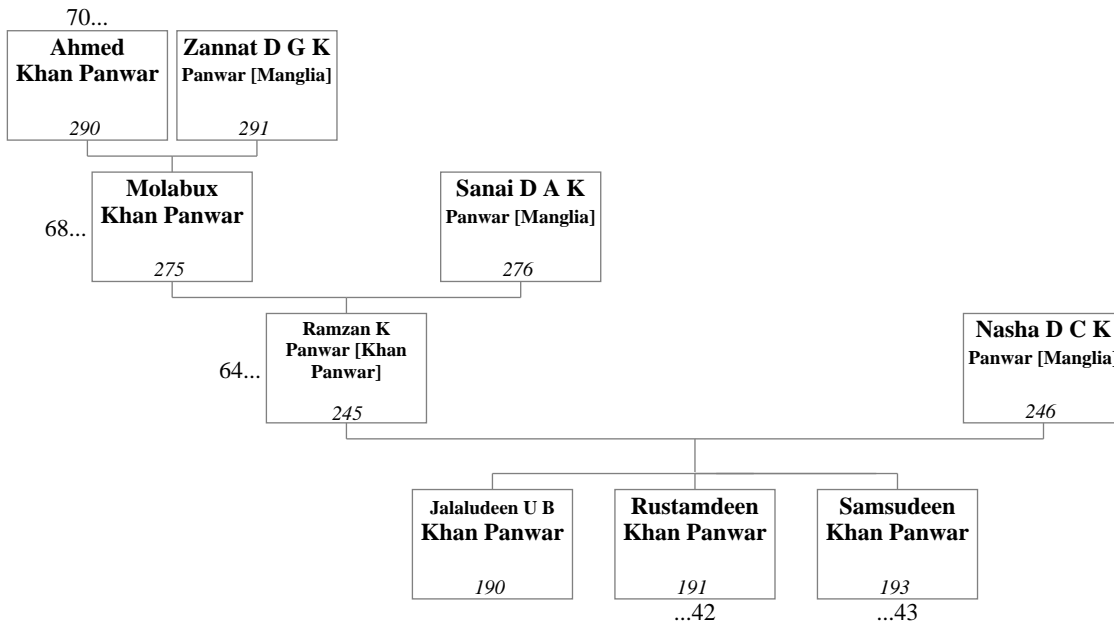 70...
Ahmed
Khan Panwar
290
Zannat D G K
Panwar [Manglia]
291
68...
Molabux
Khan Panwar
275
Sanai D A K
Panwar [Manglia]
276
64...
Ramzan K
Panwar [Khan
Panwar]
245
Nasha D C K
Panwar [Manglia]
246
Jalaludeen U B
Khan Panwar
190
Rustamdeen
Khan Panwar
191
...42
Samsudeen
Khan Panwar
193
...43